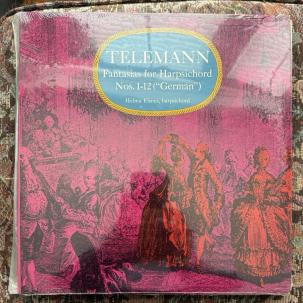 TELEMANN
Fantasias for Harpsichord
Nos. 1-12 ("German")
Helma Elsner, harpsichord